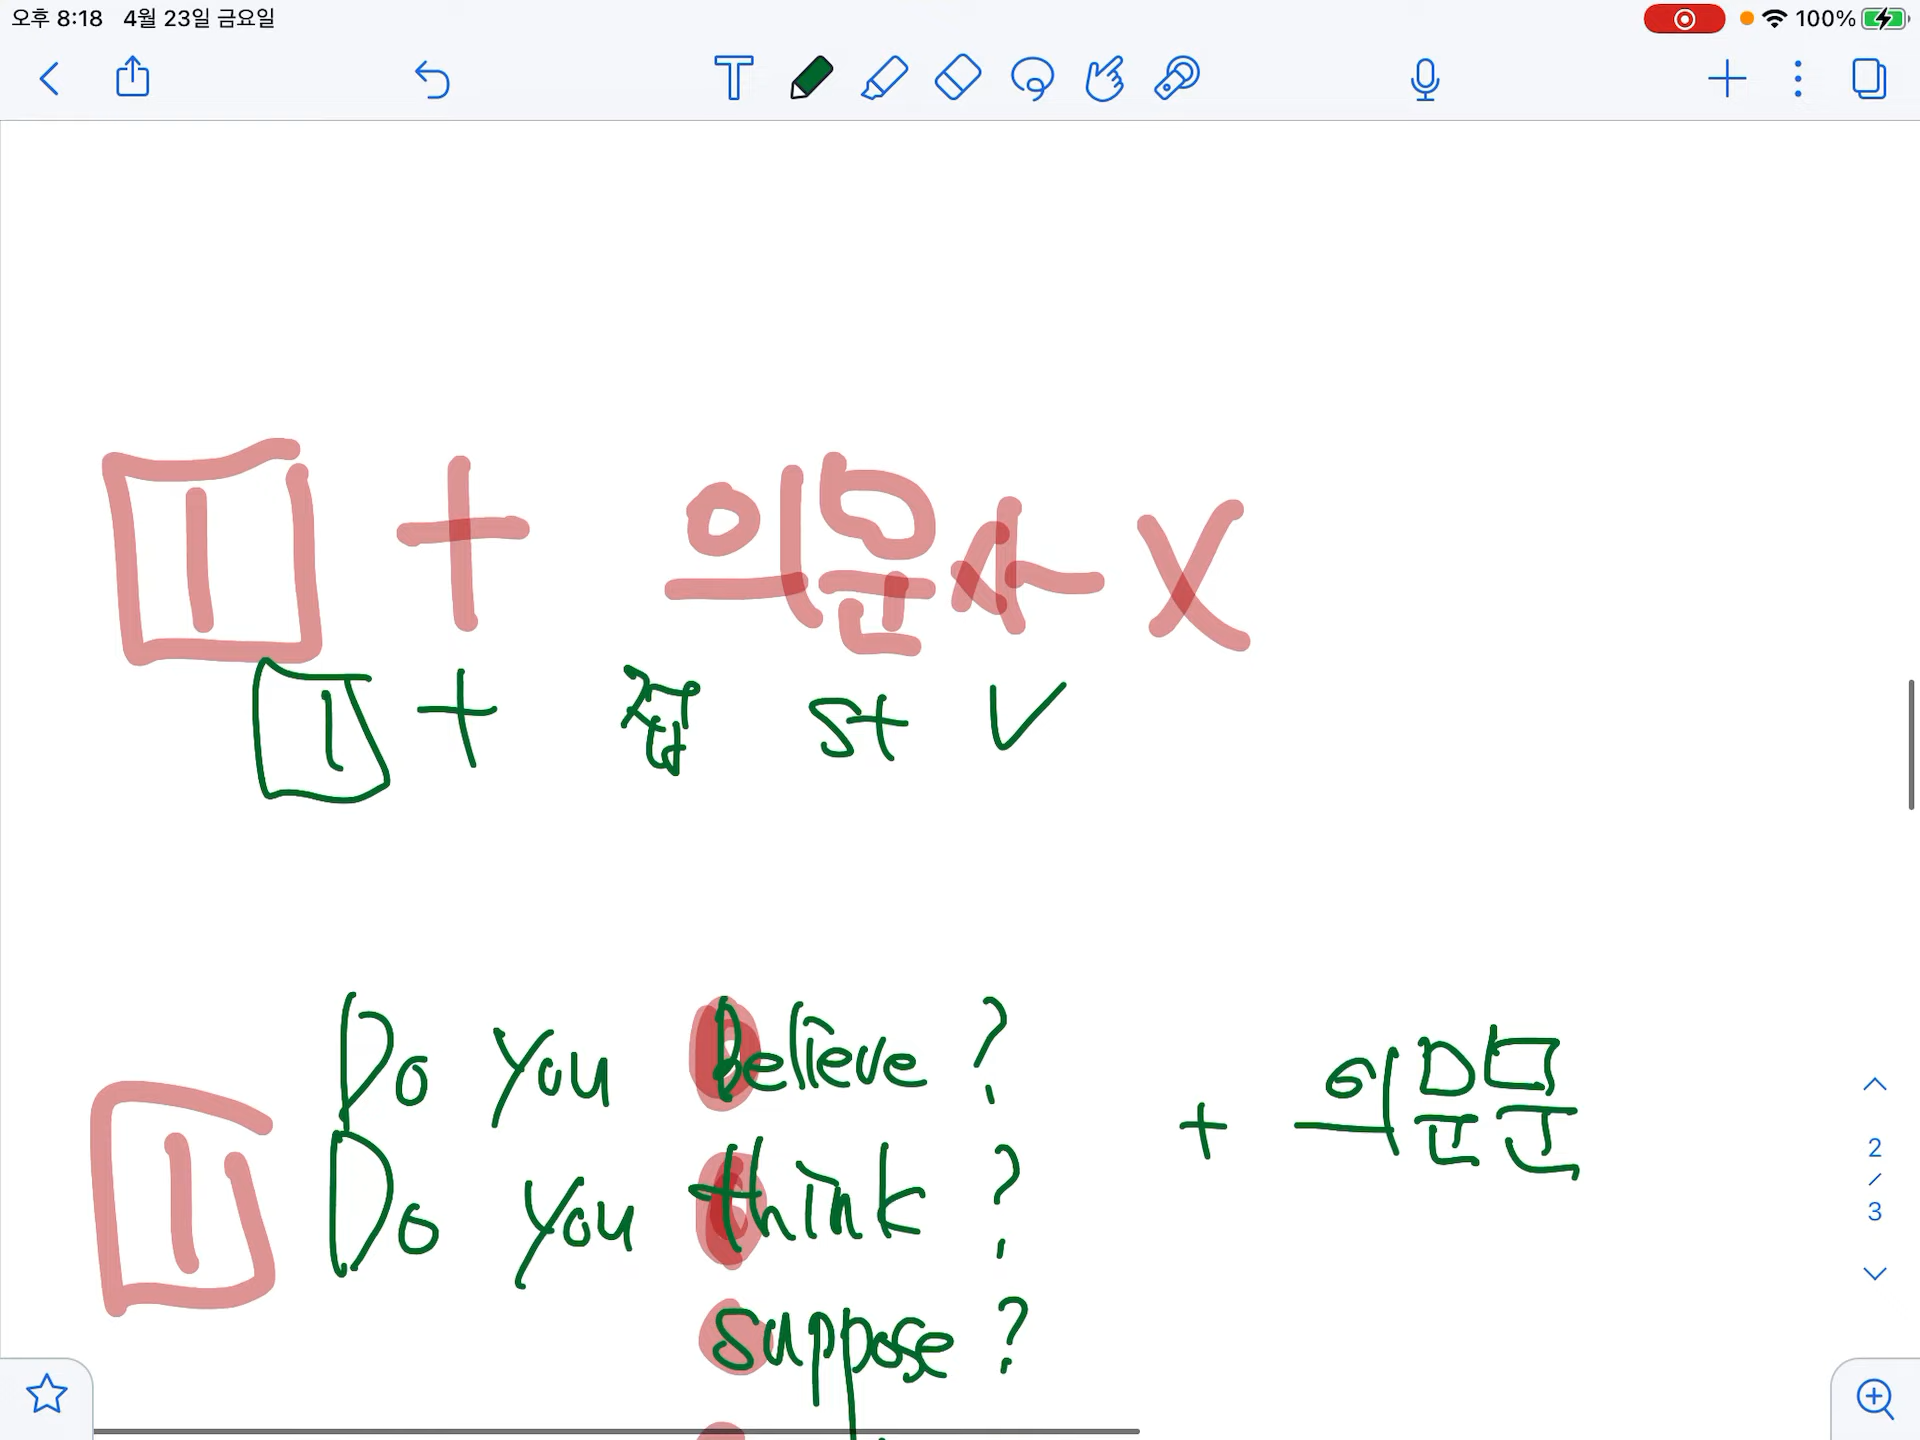 오후 8:18 4월 23일 금요일
100%
T
1 + 의문사 X
1 + 접 st V
Do you Believe ?
+ 의문문
1 Do you think ?
suppose ?
2
/
3